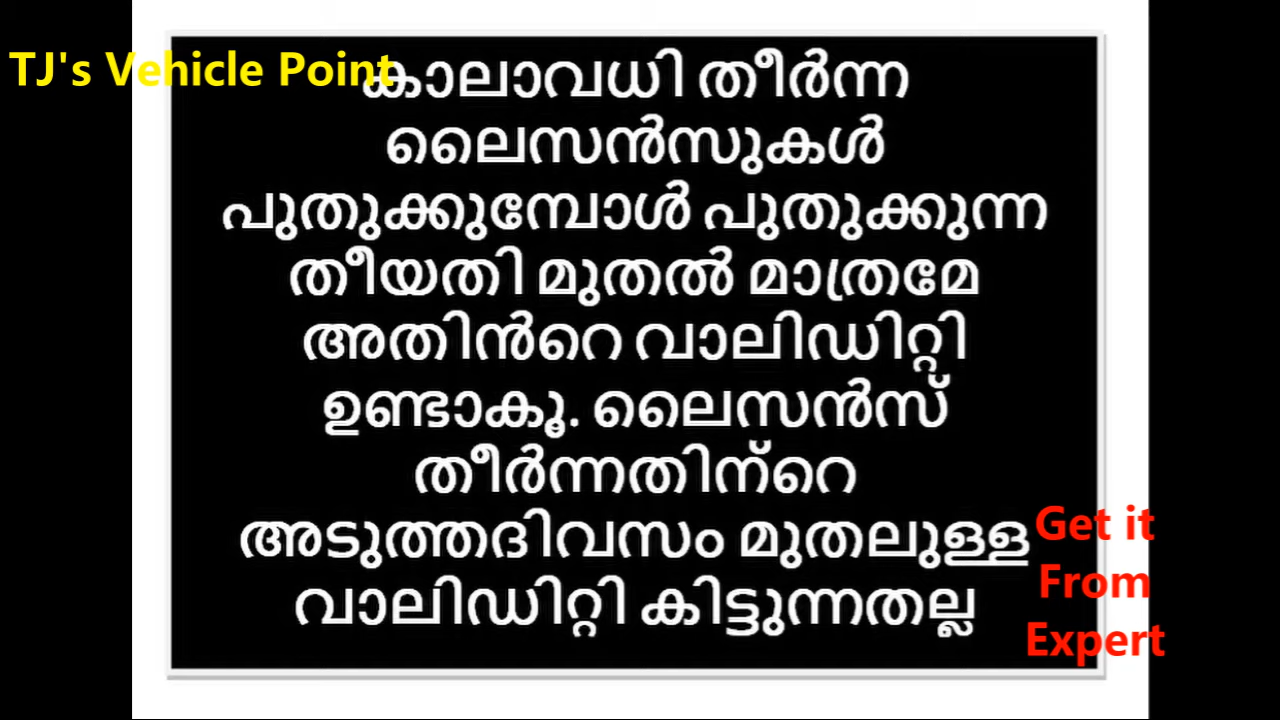 TJ's Vehicle Point
കാലാവധി തീർന്ന
ലൈസൻസുകൾ
പുതുക്കുമ്പോൾ പുതുക്കുന്ന
തീയതി മുതൽ മാത്രമേ
അതിൻറെ വാലിഡിറ്റി
ഉണ്ടാകൂ. ലൈസൻസ്
തീർന്നതിന്റെ
അടുത്തദിവസം മുതലുള്ള
വാലിഡിറ്റി കിട്ടുന്നതല്ല
Get it
From
Expert